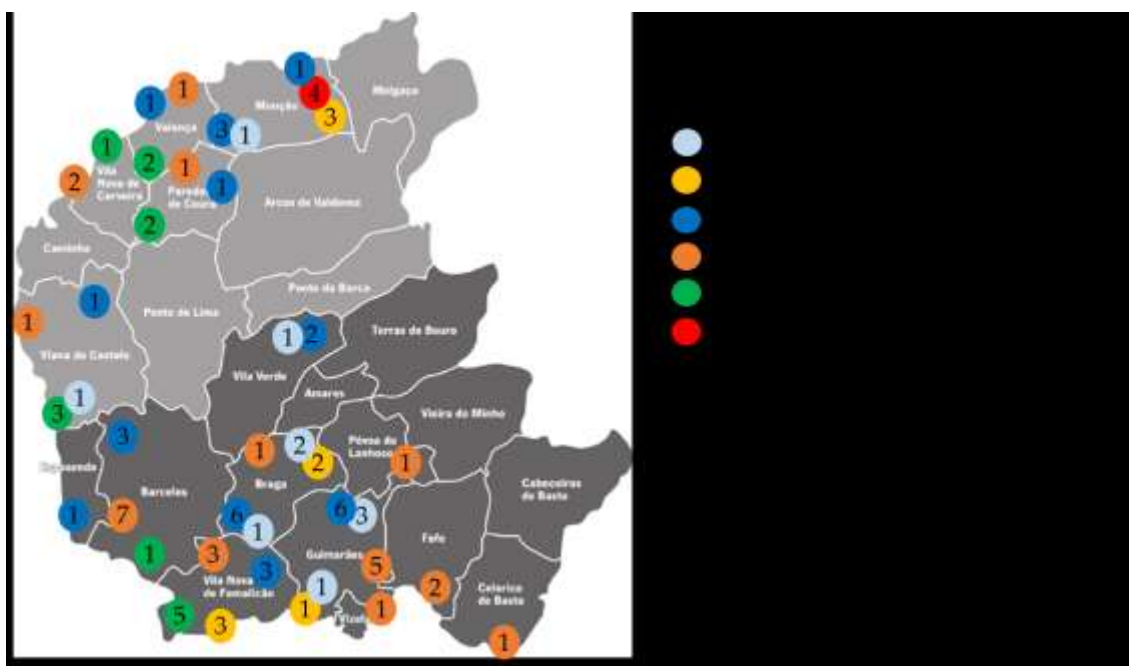 1
1
4
Melgaço
1
Monção
3
Valença
3
1
1
2
1
2
Vila
Nova de
Cerveira
Paredes
de Coura
1
Arcos de Valdevez
2
Caminha
Ponte da Barca
1
Ponte de Lima
1
1
2
Terras de Bouro
Viana do Castelo
Vila Verde
Amares
1
3
Vieira do Minho
3
1
2
2
Póvoa de
Lanhoso
1
Esposende
Braga
Cabeceiras
de Basto
Barcelos
1
7
6
1
6
3
Fafe
1
3
Guimarães
5
3
Vila Nova
de Famalicão
1
2
Celorico
de Basto
5
3
1
Vizela
1
1